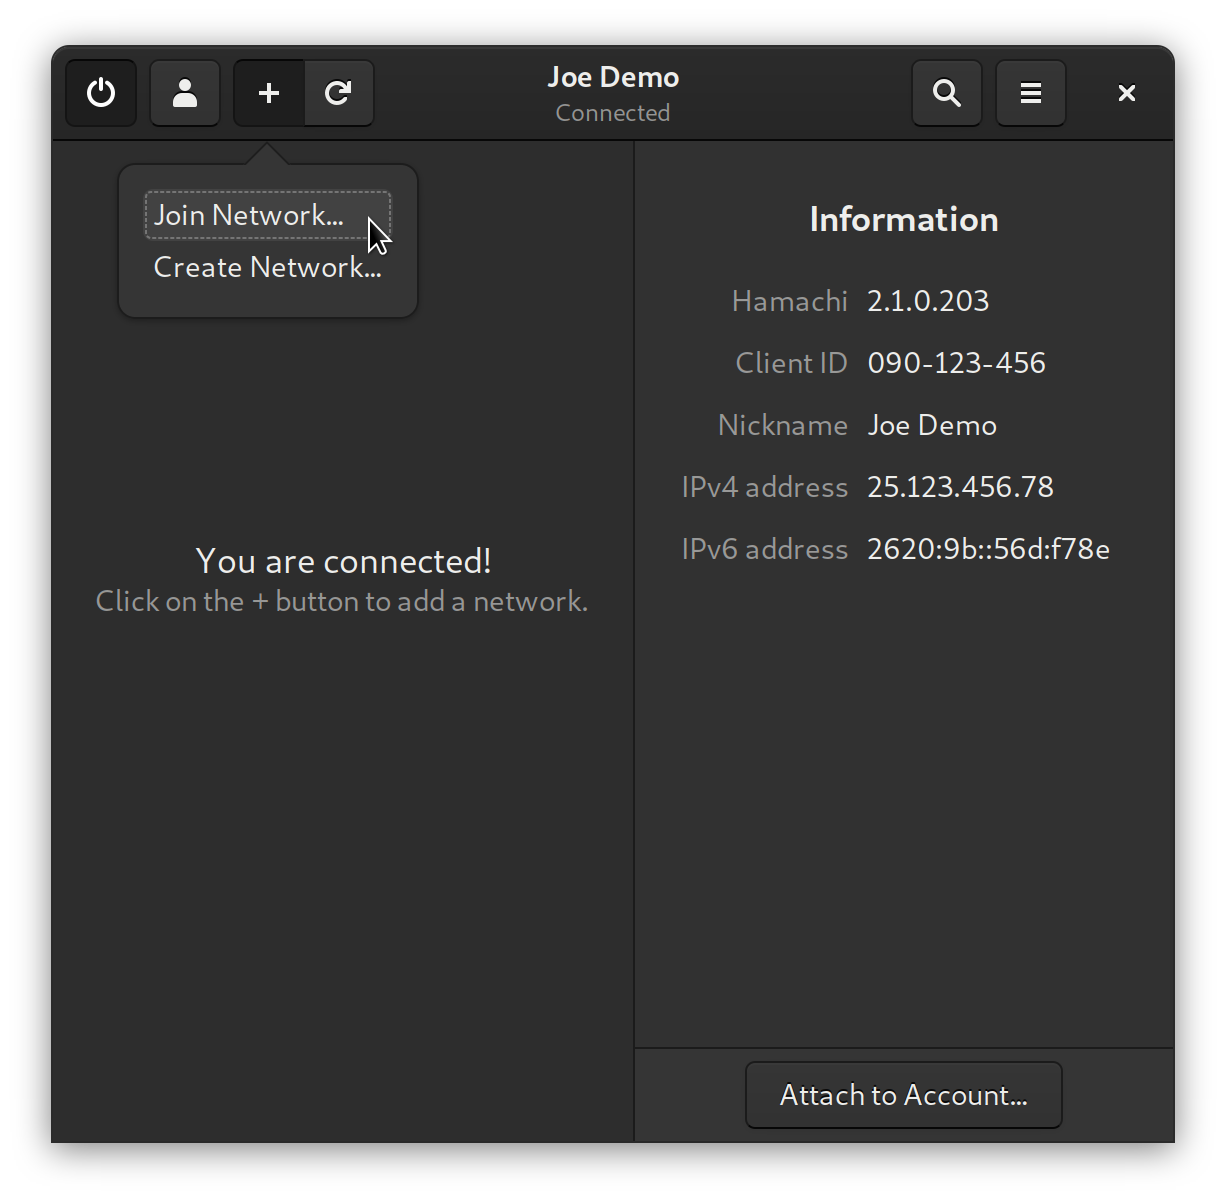 Joe Demo
Connected
Join Network...
Create Network...
You are connected!
Click on the + button to add a network.
Information
Hamachi 2.1.0.203
Client ID 090-123-456
Nickname Joe Demo
IPv4 address 25.123.456.78
IPv6 address 2620:9b::56d:f78e
Attach to Account...